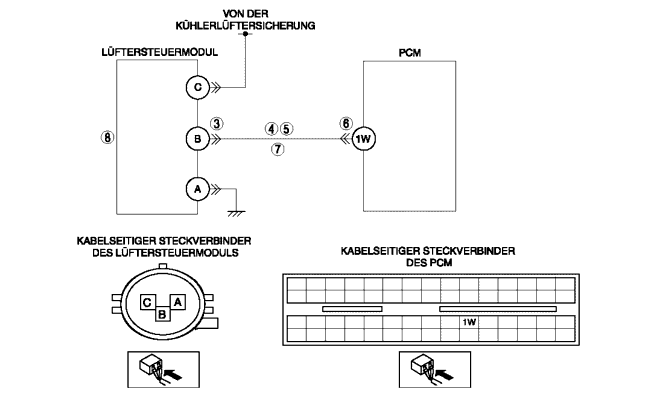 VON DER
KÜHLERLÜFTERSICHERUNG
LÜFTERSTEUERMODUL
PCM
C
③
④ ⑤
⑥
⑧
B
1W
⑦
A
KABELSEITIGER STECKVERBINDER
DES LÜFTERSTEUERMODULS
KABELSEITIGER STECKVERBINDER
DES PCM
C
A
B
1W